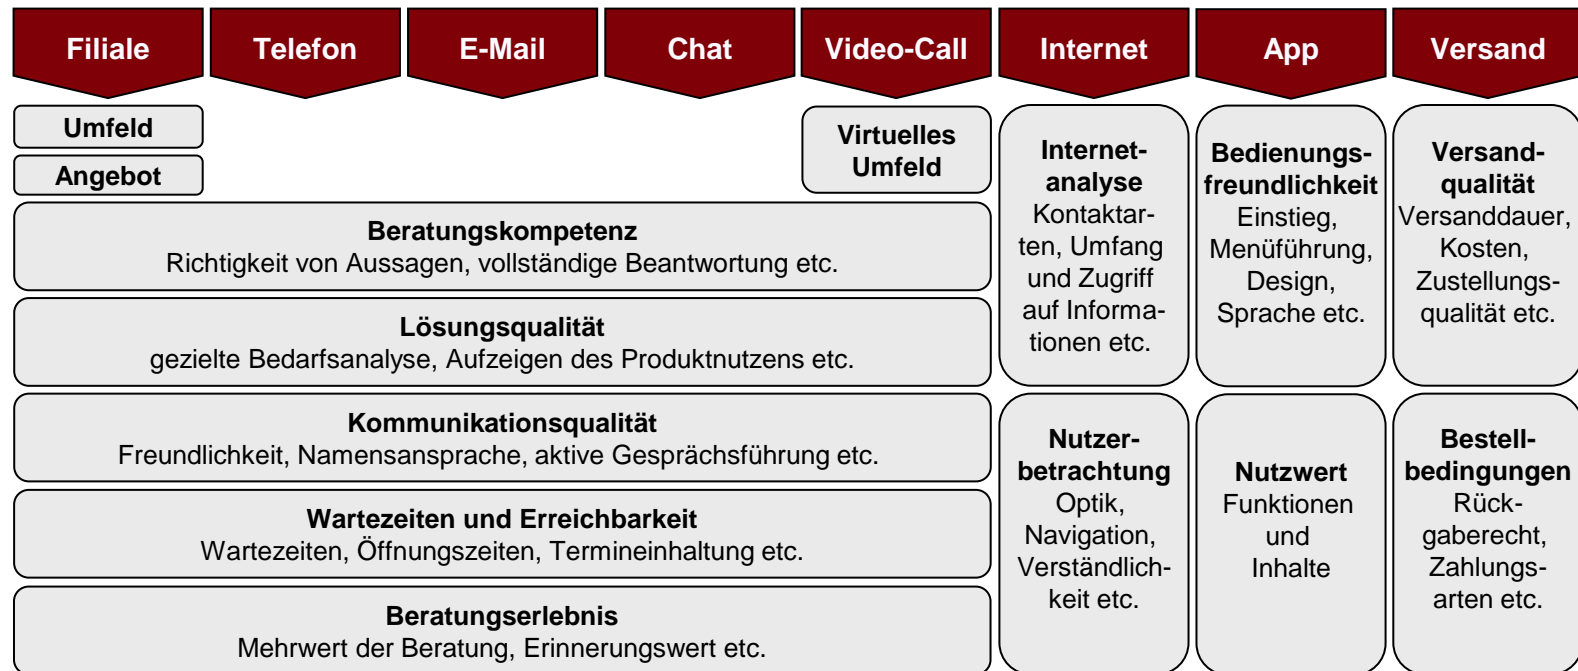 Filiale
Telefon
E-Mail
Chat
Video-Call
Internet
App
Versand
Umfeld
Angebot
Virtuelles
Umfeld
Beratungskompetenz
Richtigkeit von Aussagen, vollständige Beantwortung etc.
Lösungsqualität
gezielte Bedarfsanalyse, Aufzeigen des Produktnutzens etc.
Kommunikationsqualität
Freundlichkeit, Namensansprache, aktive Gesprächsführung etc.
Wartezeiten und Erreichbarkeit
Wartezeiten, Öffnungszeiten, Termineinhaltung etc.
Beratungserlebnis
Mehrwert der Beratung, Erinnerungswert etc.
Internet-
analyse
Kontaktar-
ten, Umfang
und Zugriff
auf Informa-
tionen etc.
Nutzer-
betrachtung
Optik,
Navigation,
Verständlich-
keit etc.
Bedienungs-
freundlichkeit
Einstieg,
Menüführung,
Design,
Sprache etc.
Nutzwert
Funktionen
und
Inhalte
Versand-
qualität
Versanddauer,
Kosten,
Zustellungs-
qualität etc.
Bestell-
bedingungen
Rück-
gaberecht,
Zahlungs-
arten etc.